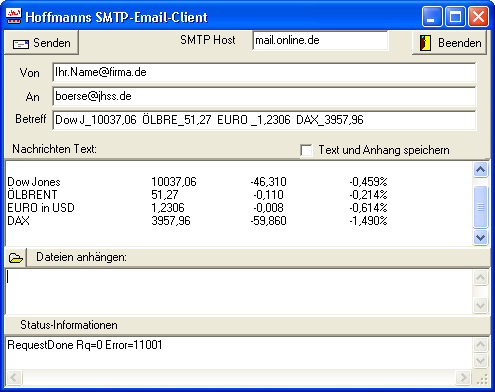 Hoffmanns SMTP-Email-Client
Senden SMTP Host mail.online.de Beenden
Von Ihr.Name@firma.de
An boerse@jhss.de
Betreff DowJ_10037,06 ÖLBRE_51,27 EURO _1,2306 DAX_3957,96
Nachrichten Text: Text und Anhang speichern
Dow Jones 10037,06 -46,310 -0,459%
ÖLBRENT 51,27 -0,110 -0,214%
EURO in USD 1,2306 -0,008 -0,614%
DAX 3957,96 -59,860 -1,490%
Dateien anhängen:
Status-Informationen
RequestDone Rq=0 Error=11001